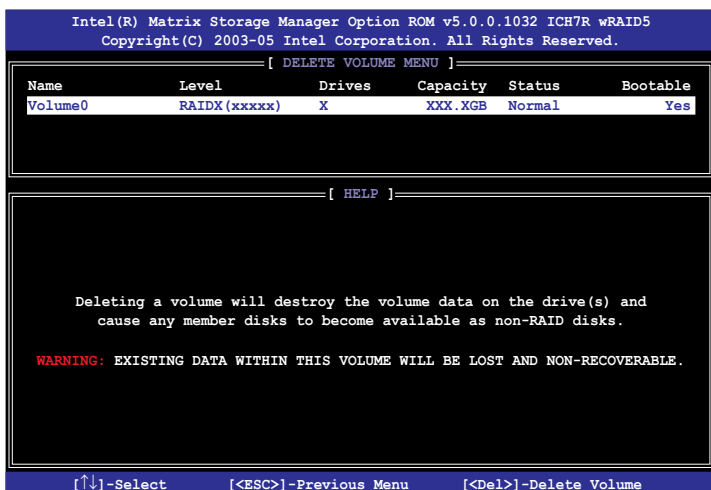 Intel(R) Matrix Storage Manager Option ROM v5.0.0.1032 ICH7R wRAID5
Copyright(C) 2003-05 Intel Corporation. All Rights Reserved.
[ DELETE VOLUME MENU ]
Name Level Drives Capacity Status Bootable
Volume0 RAIDX(xxxxx) X XXX.XGB Normal Yes
[ HELP ]
Deleting a volume will destroy the volume data on the drive(s) and
cause any member disks to become available as non-RAID disks.
WARNING: EXISTING DATA WITHIN THIS VOLUME WILL BE LOST AND NON-RECOVERABLE.
[↑↓]-Select [<ESC>]-Previous Menu [<Del>]-Delete Volume